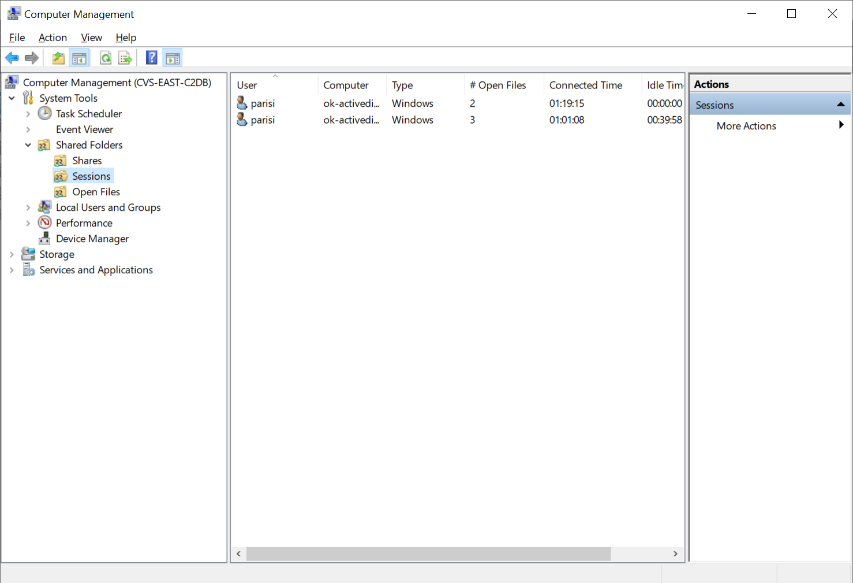 Computer Management
File Action View Help
Computer Management (CVS-EAST-C2DB)
System Tools
Task Scheduler
Event Viewer
Shared Folders
Shares
Sessions
Open Files
Local Users and Groups
Performance
Device Manager
Storage
Services and Applications
User Computer Type # Open Files Connected Time Idle Tim
parisi ok-activedi... Windows 2 01:19:15 00:00:00
parisi ok-activedi... Windows 3 01:01:08 00:39:58
Actions
Sessions
More Actions